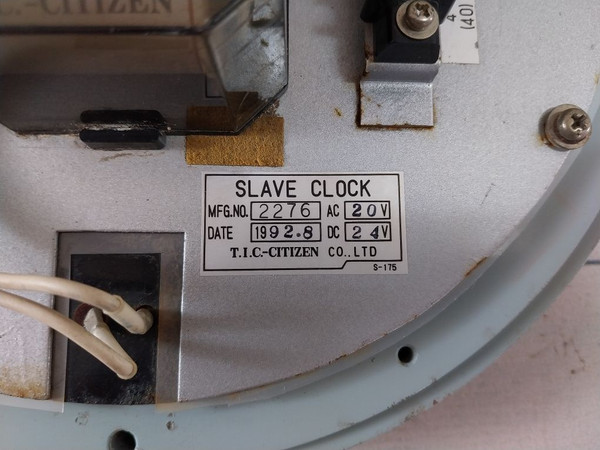 C.-CITIZEN
4
(40)
SLAVE CLOCK
MFG.NO. 2276 AC 20V
DATE 1992.8 DC 24V
T.I.C.-CITIZEN CO.,LTD
S-175